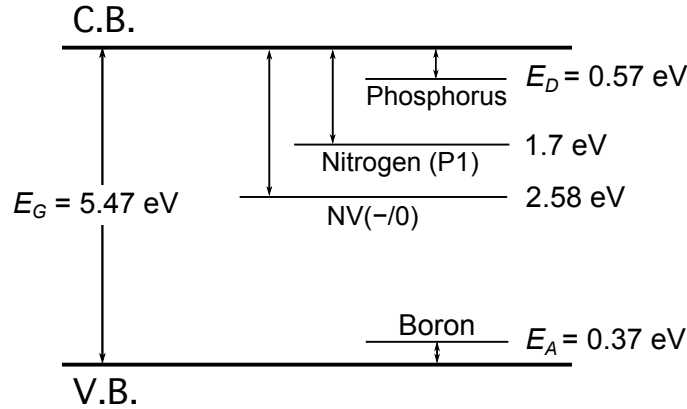 C.B.
E_D = 0.57 eV
Phosphorus
1.7 eV
Nitrogen (P1)
E_G = 5.47 eV
2.58 eV
NV(−/0)
Boron
E_A = 0.37 eV
V.B.